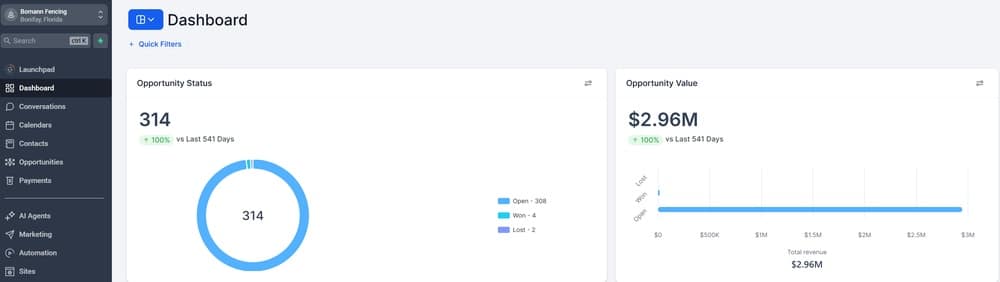 Bomann Fencing
Bonifay, Florida
Search
ctrl K
Launchpad
Dashboard
Conversations
Calendars
Contacts
Opportunities
Payments
AI Agents
Marketing
Automation
Sites
Dashboard
+ Quick Filters
Opportunity Status
314
↑ 100% vs Last 541 Days
314
Open - 308
Won - 4
Lost - 2
Opportunity Value
$2.96M
↑ 100% vs Last 541 Days
Lost
Won
Open
$0 $500K $1M $1.5M $2M $2.5M $3M
Total revenue
$2.96M